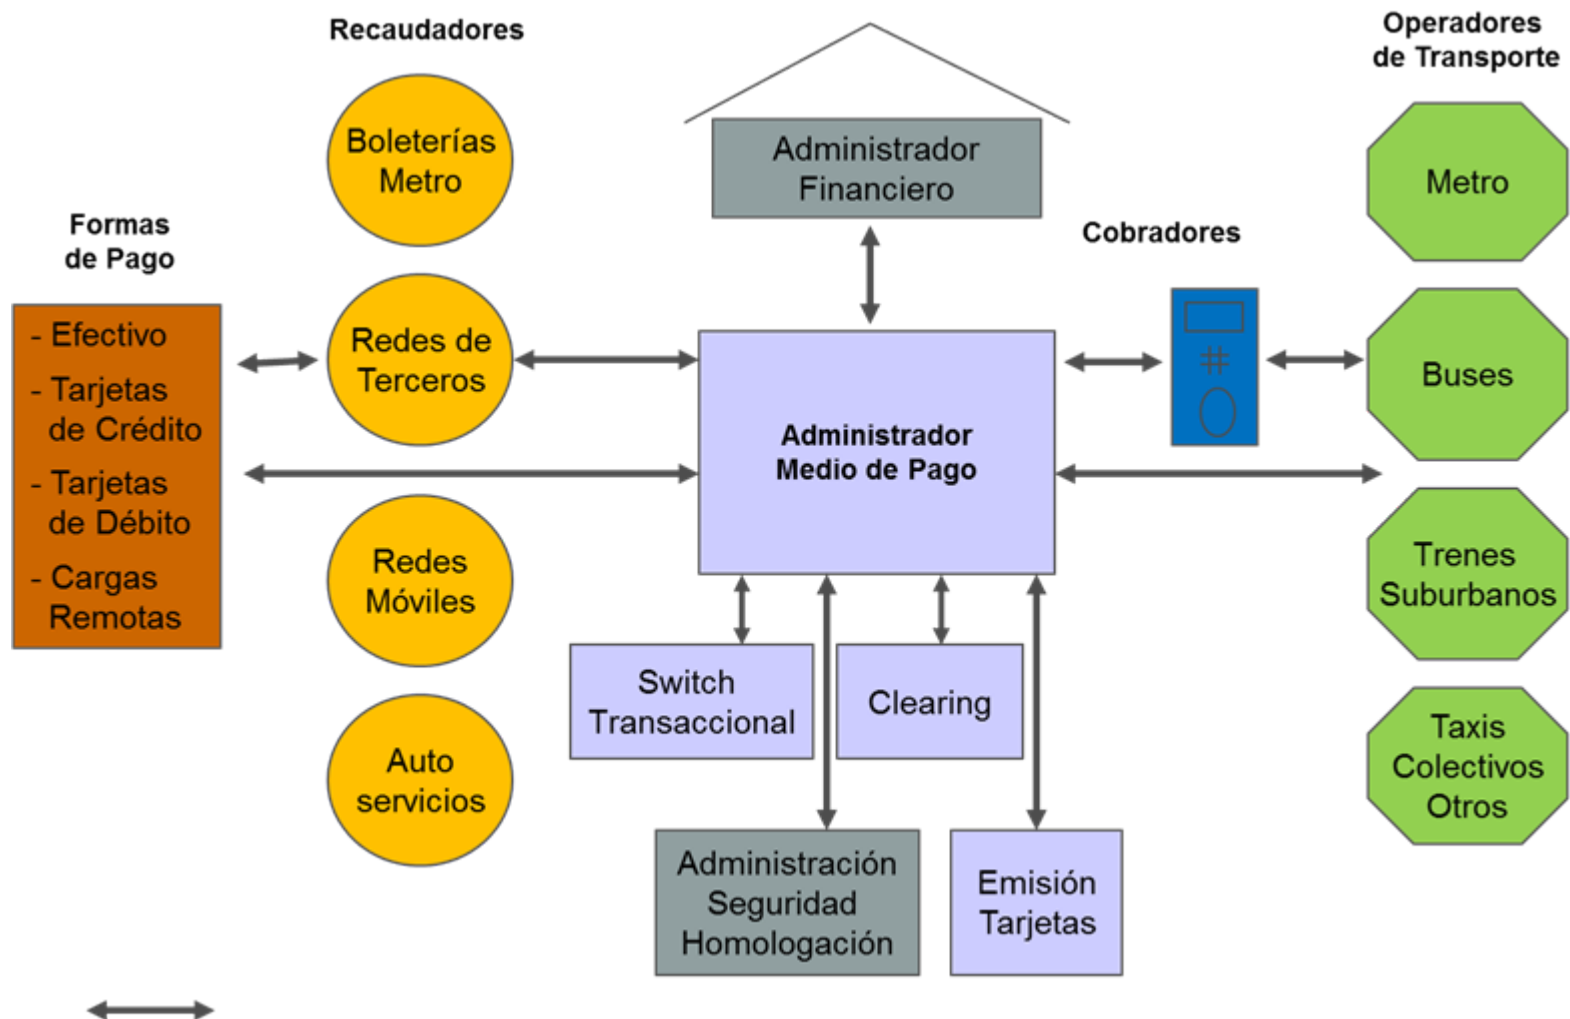 Recaudadores
Operadores
de Transporte
Boleterías
Metro
Administrador
Financiero
Metro
Formas
de Pago
Cobradores
- Efectivo
- Tarjetas
de Crédito
- Tarjetas
de Débito
- Cargas
Remotas
Redes de
Terceros
Administrador
Medio de Pago
#
Buses
Redes
Móviles
Trenes
Suburbanos
Switch
Transaccional
Clearing
Auto
servicios
Taxis
Colectivos
Otros
Administración
Seguridad
Homologación
Emisión
Tarjetas